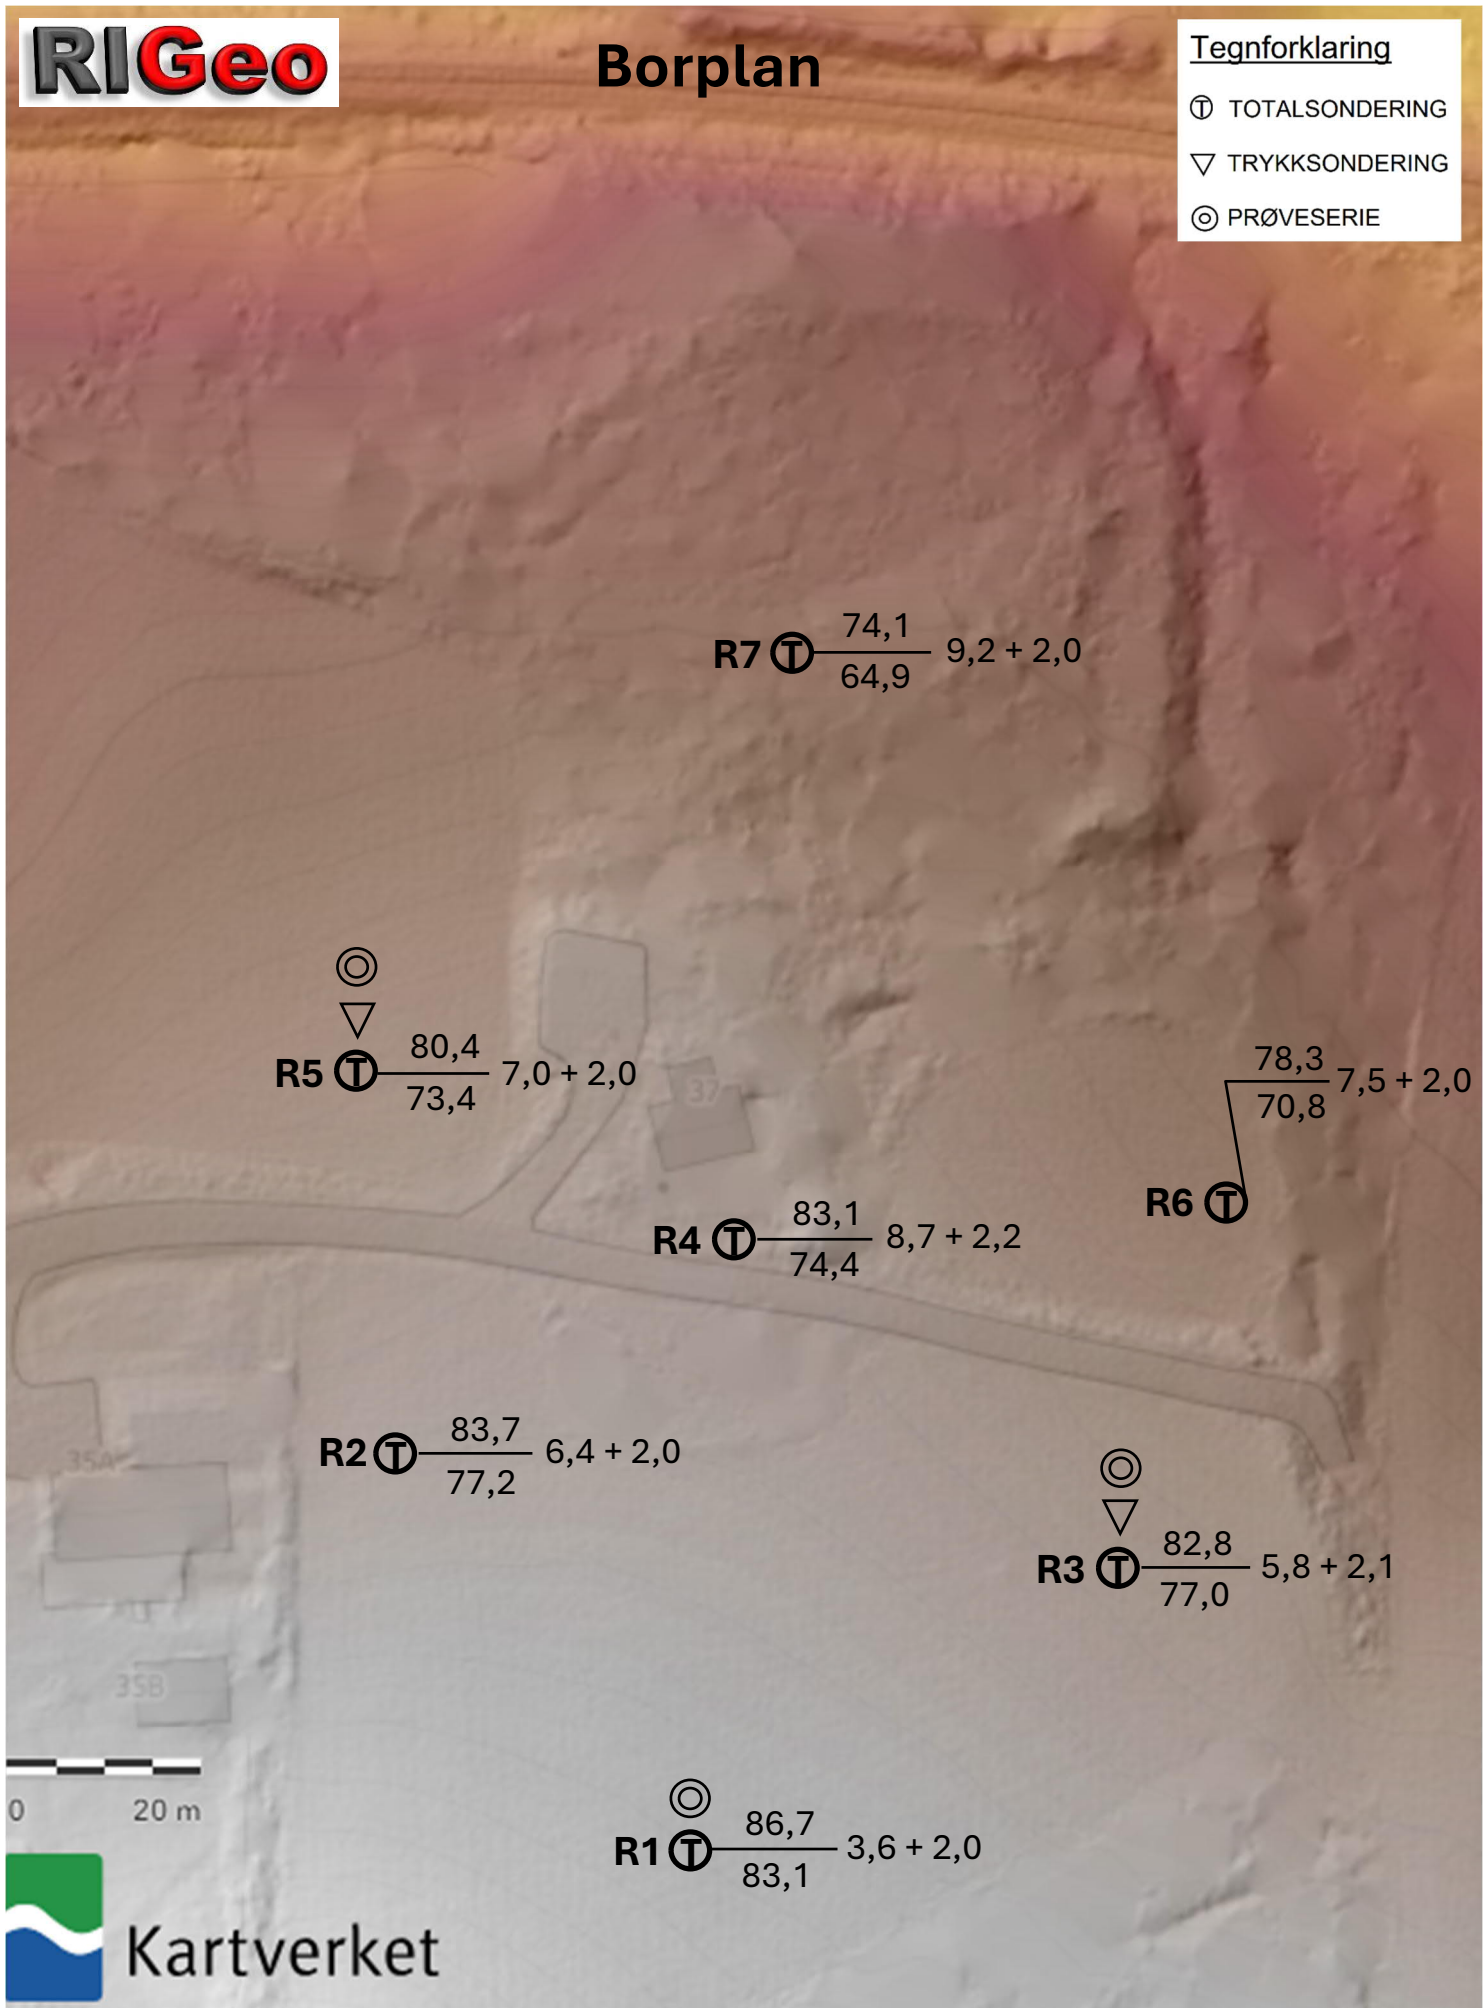 RIGeo
Borplan
Tegnforklaring
T TOTALSONDERING
TRYKKSONDERING
PRØVESERIE
R7 T 74,1
64,9
9,2 + 2,0
R5 T 80,4
73,4
7,0 + 2,0
37
78,3
70,8
7,5 + 2,0
R6 T
R4 T 83,1
74,4
8,7 + 2,2
R2 T 83,7
77,2
6,4 + 2,0
35A
R3 T 82,8
77,0
5,8 + 2,1
35B
0 20 m
R1 T 86,7
83,1
3,6 + 2,0
Kartverket